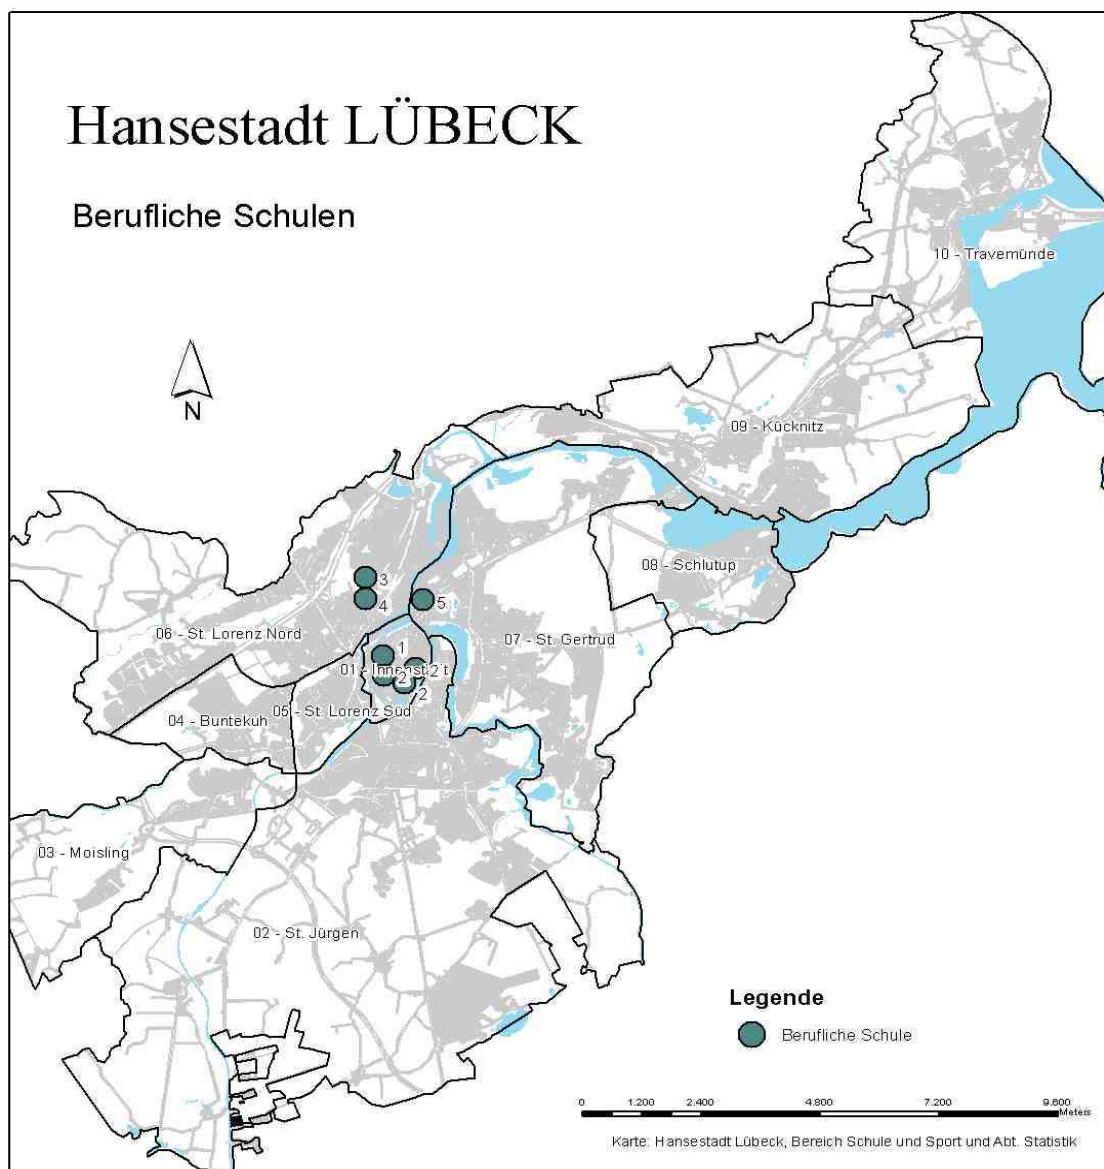 Hansestadt LÜBECK
Berufliche Schulen
10 - Travemünde
N
09 - Kücknitz
08 - Schlutup
3
4
5
06 - St. Lorenz Nord
07 - St. Gertrud
1
01 - Innenstadt
2
2
2
05 - St. Lorenz Süd
04 - Buntekuh
03 - Moisling
02 - St. Jürgen
Legende
Berufliche Schule
0 1.200 2.400 4.800 7.200 9.600
Meters
Karte: Hansestadt Lübeck, Bereich Schule und Sport und Abt. Statistik